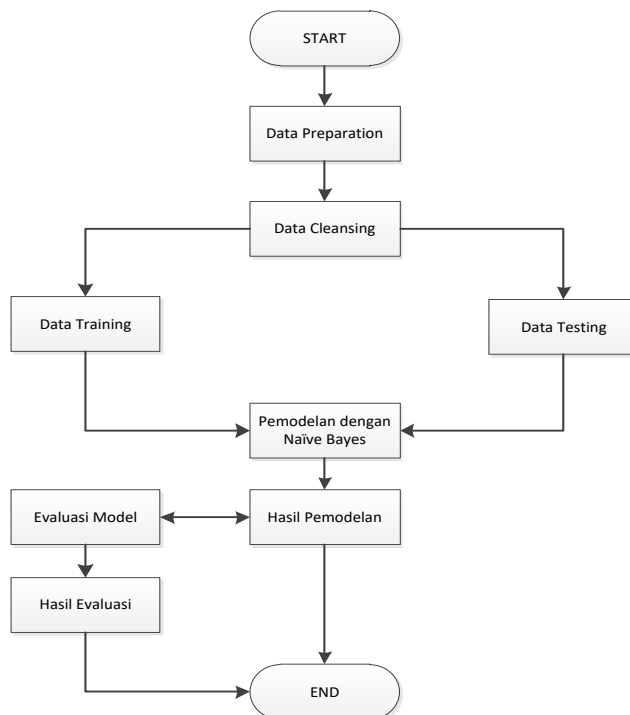 START
Data Preparation
Data Cleansing
Data Training
Data Testing
Pemodelan dengan
Naïve Bayes
Evaluasi Model
Hasil Pemodelan
Hasil Evaluasi
END